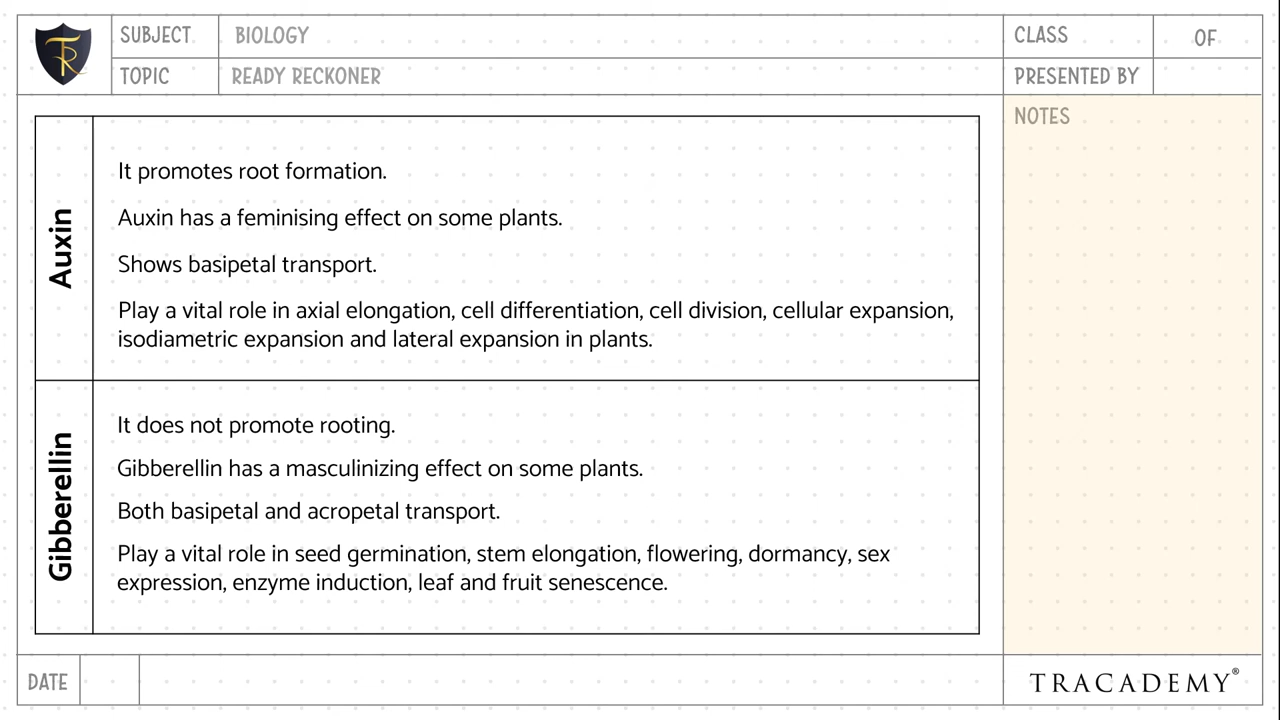 SUBJECT BIOLOGY
TOPIC READY RECKONER
CLASS OF
PRESENTED BY
NOTES
TR
Auxin
It promotes root formation.
Auxin has a feminising effect on some plants.
Shows basipetal transport.
Play a vital role in axial elongation, cell differentiation, cell division, cellular expansion,
isodiametric expansion and lateral expansion in plants.
Gibberellin
It does not promote rooting.
Gibberellin has a masculinizing effect on some plants.
Both basipetal and acropetal transport.
Play a vital role in seed germination, stem elongation, flowering, dormancy, sex
expression, enzyme induction, leaf and fruit senescence.
DATE
TRACADEMY®